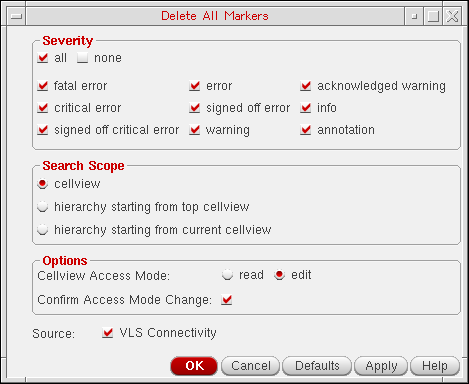 Delete All Markers
Severity
all none
fatal error error acknowledged warning
critical error signed off error info
signed off critical error warning annotation
Search Scope
cellview
hierarchy starting from top cellview
hierarchy starting from current cellview
Options
Cellview Access Mode: read edit
Confirm Access Mode Change:
Source: VLS Connectivity
OK Cancel Defaults Apply Help